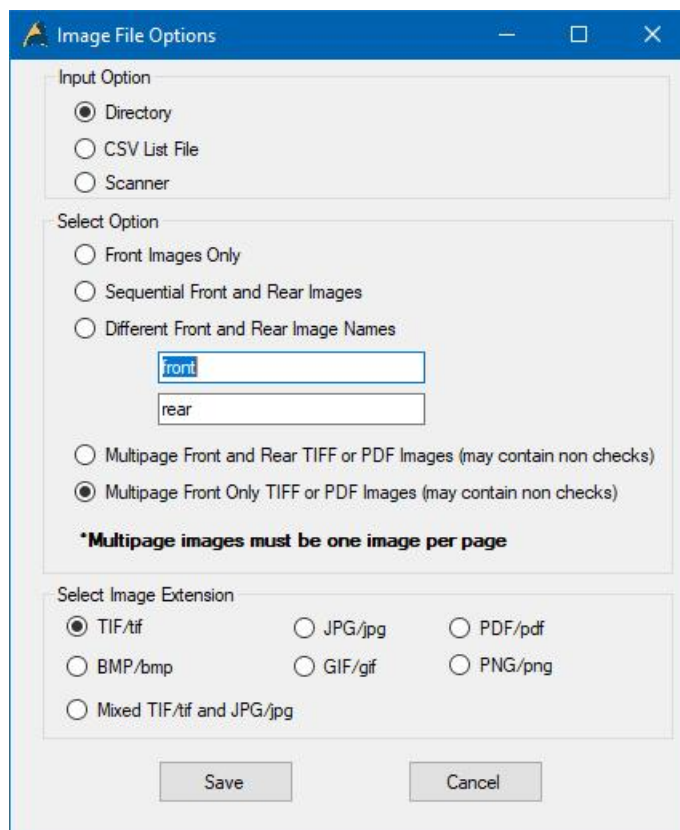 Image File Options
Input Option
Directory
CSV List File
Scanner
Select Option
Front Images Only
Sequential Front and Rear Images
Different Front and Rear Image Names
front
rear
Multipage Front and Rear TIFF or PDF Images (may contain non checks)
Multipage Front Only TIFF or PDF Images (may contain non checks)
*Multipage images must be one image per page
Select Image Extension
TIF/tif JPG/jpg PDF/pdf
BMP/bmp GIF/gif PNG/png
Mixed TIF/tif and JPG/jpg
Save Cancel